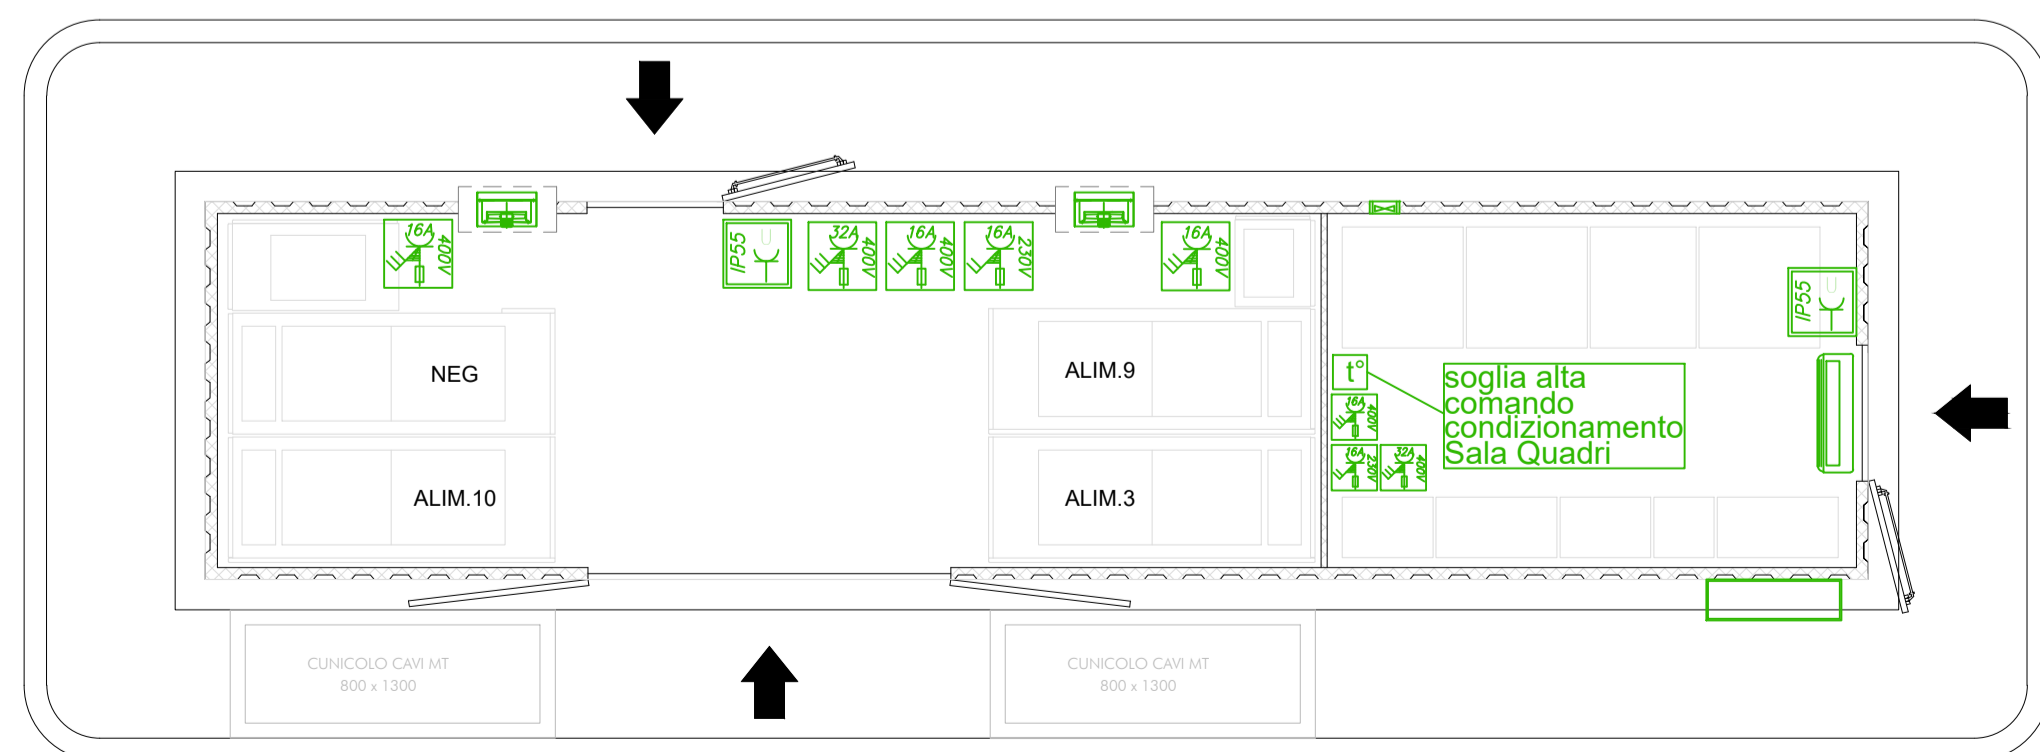 16A
400V
IP55
32A
400V
16A
400V
16A
230V
16A
400V
IP55
NEG
ALIM.9
t°
soglia alta
comando
condizionamento
Sala Quadri
16A
400V
16A
230V
32A
400V
ALIM.10
ALIM.3
CUNICOLO CAVI MT
800 x 1300
CUNICOLO CAVI MT
800 x 1300